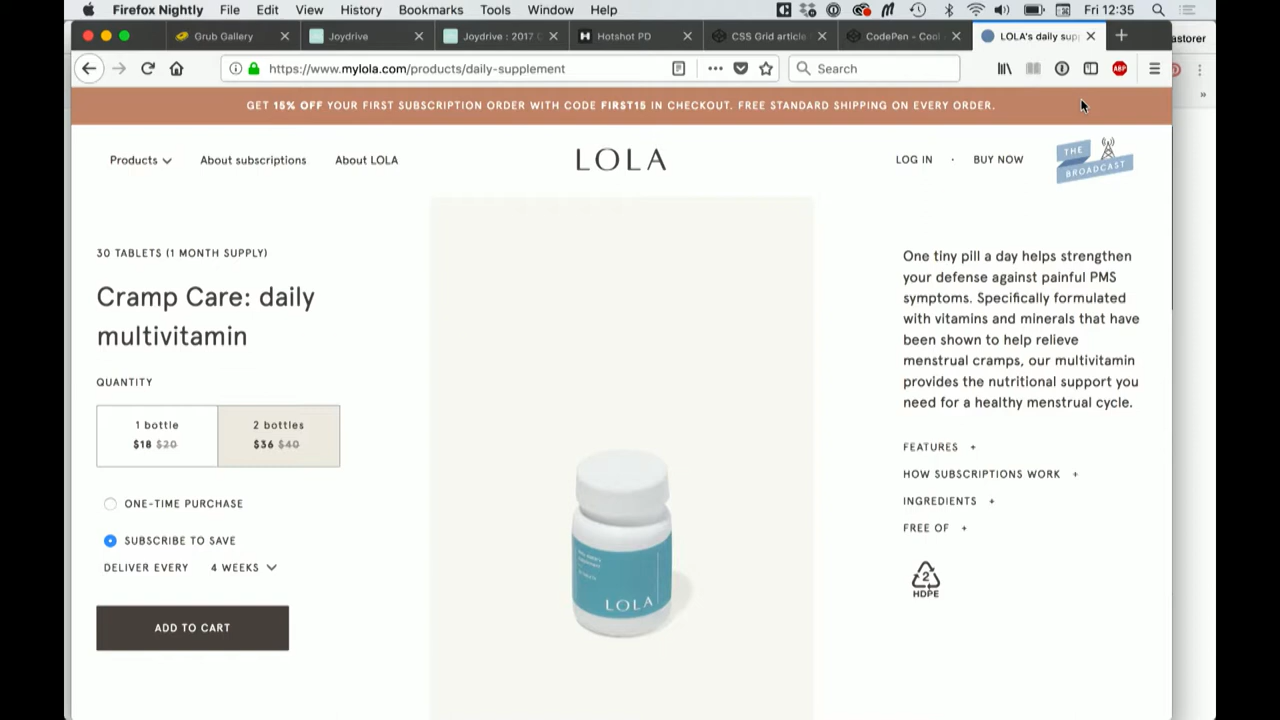 Firefox Nightly File Edit View History Bookmarks Tools Window Help Fri 12:35
Grub Gallery Joydrive Joydrive : 2017 Hotshot PD CSS Grid article CodePen - Cool LOLA's daily sup
https://www.mylola.com/products/daily-supplement Search ABP
GET 15% OFF YOUR FIRST SUBSCRIPTION ORDER WITH CODE FIRST15 IN CHECKOUT. FREE STANDARD SHIPPING ON EVERY ORDER.
Products About subscriptions About LOLA LOLA LOG IN · BUY NOW THE BROADCAST
30 TABLETS (1 MONTH SUPPLY)
Cramp Care: daily
multivitamin
QUANTITY
1 bottle 2 bottles
$18 $20 $36 $40
ONE-TIME PURCHASE
SUBSCRIBE TO SAVE
DELIVER EVERY 4 WEEKS
ADD TO CART
LOLA
One tiny pill a day helps strengthen
your defense against painful PMS
symptoms. Specifically formulated
with vitamins and minerals that have
been shown to help relieve
menstrual cramps, our multivitamin
provides the nutritional support you
need for a healthy menstrual cycle.
FEATURES +
HOW SUBSCRIPTIONS WORK +
INGREDIENTS +
FREE OF +
2
HDPE